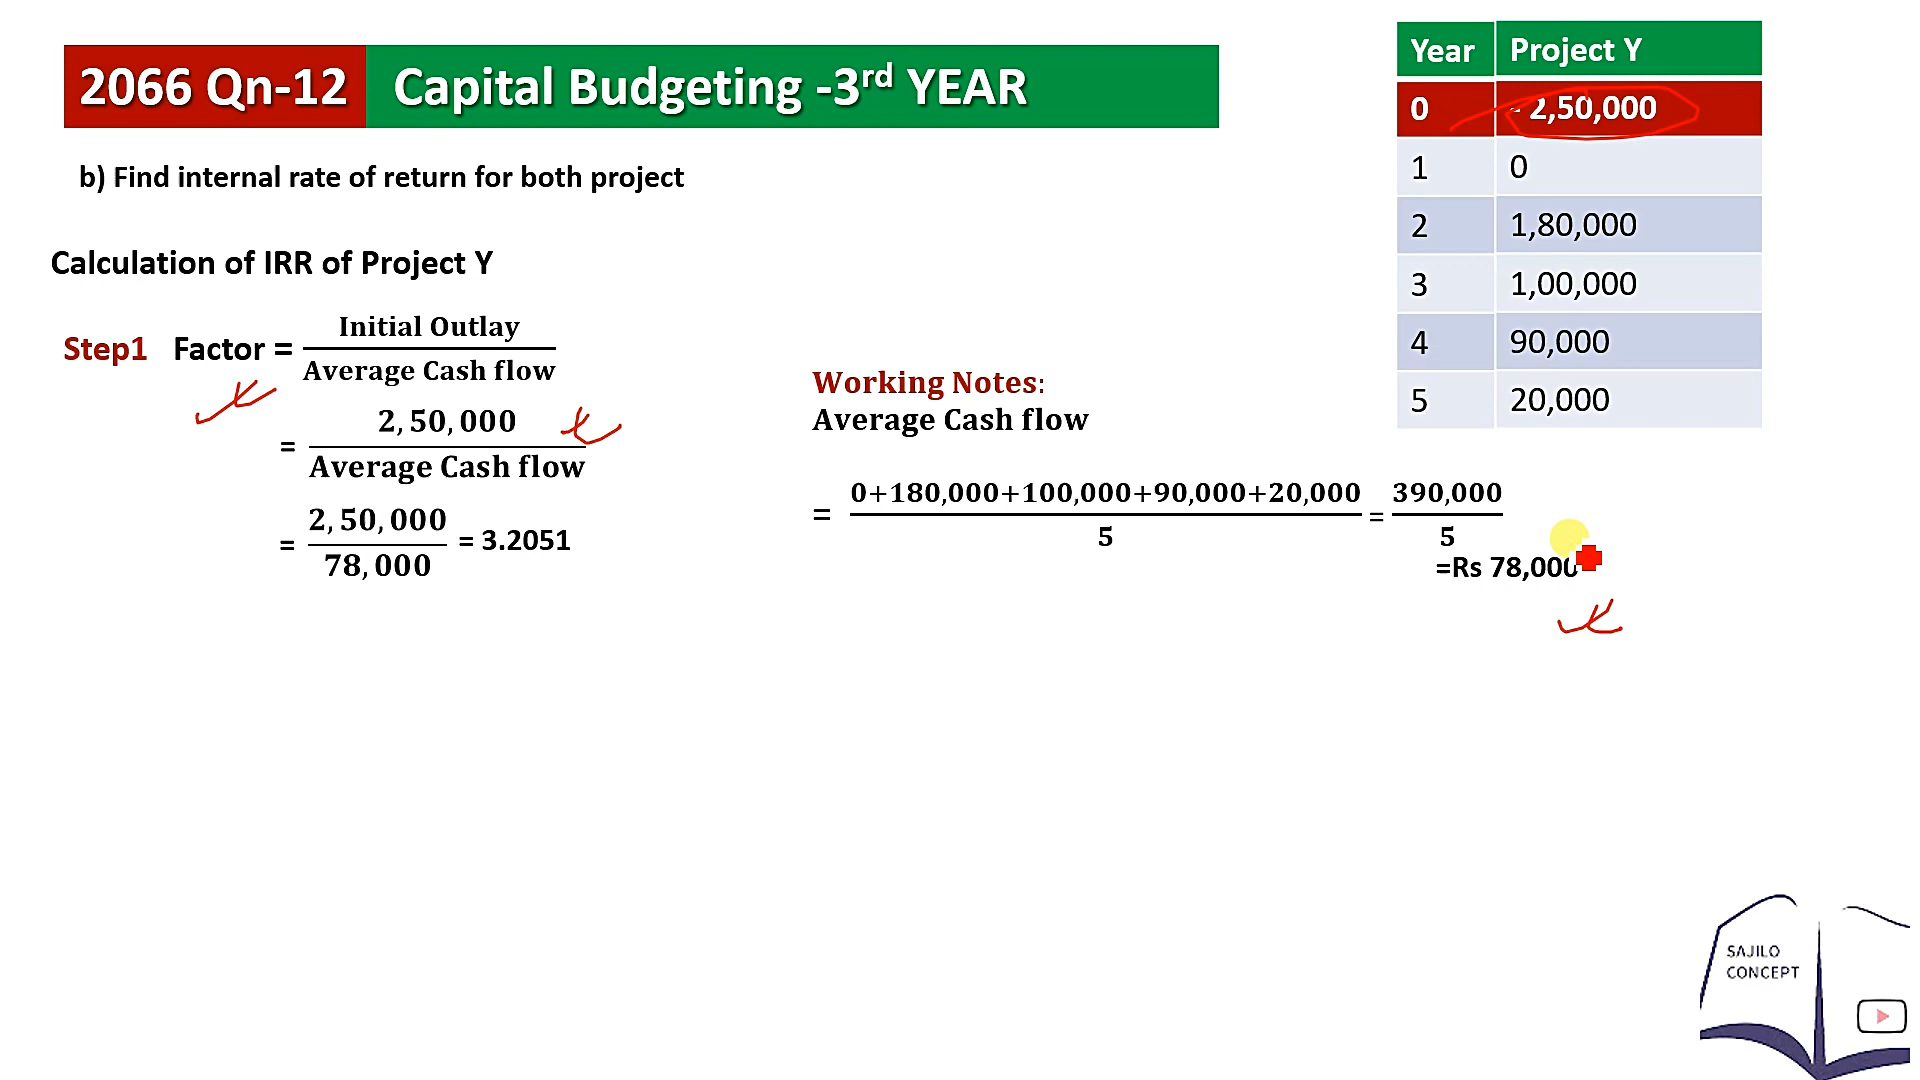 2066 Qn-12 Capital Budgeting -3rd YEAR
b) Find internal rate of return for both project
Calculation of IRR of Project Y
Step1 Factor = Initial Outlay / Average Cash flow
= 2,50,000 / Average Cash flow
= 2,50,000 / 78,000 = 3.2051
Working Notes:
Average Cash flow
= 0+180,000+100,000+90,000+20,000 / 5 = 390,000 / 5
=Rs 78,000
Year Project Y
0 - 2,50,000
1 0
2 1,80,000
3 1,00,000
4 90,000
5 20,000
SAJILO
CONCEPT